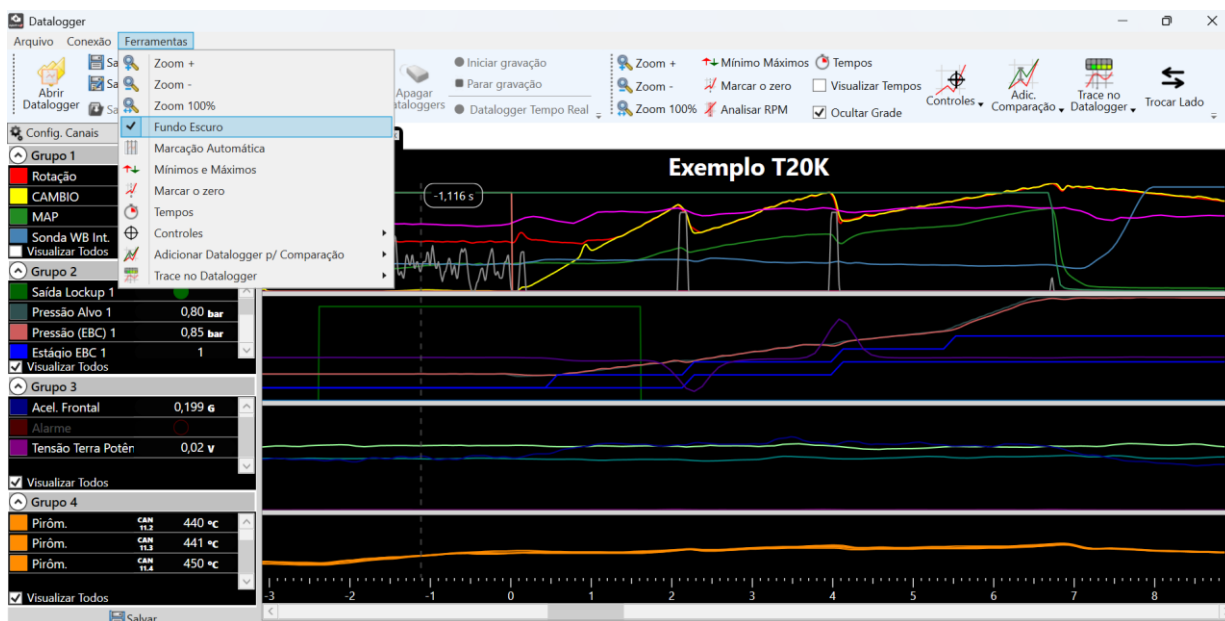 Datalogger
Arquivo Conexão Ferramentas
Abrir
Datalogger
Zoom +
Zoom -
Zoom 100%
Fundo Escuro
Marcação Automática
Mínimos e Máximos
Marcar o zero
Tempos
Controles
Adicionar Datalogger p/ Comparação
Trace no Datalogger
Apagar
Iniciar gravação
Parar gravação
Datalogger Tempo Real
Zoom +
Zoom -
Zoom 100%
Mínimo Máximos
Marcar o zero
Analisar RPM
Tempos
Visualizar Tempos
Ocultar Grade
Controles
Adic.
Comparação
Trace no
Datalogger
Trocar Lado
Config. Canais
Grupo 1
Rotação
CAMBIO
MAP
Sonda WB Int.
Visualizar Todos
Grupo 2
Saída Lockup 1
Pressão Alvo 1 0,80 bar
Pressão (EBC) 1 0,85 bar
Estágio EBC 1 1
Visualizar Todos
Grupo 3
Acel. Frontal 0,199 G
Alarme
Tensão Terra Potên 0,02 V
Visualizar Todos
Grupo 4
Pirôm. CAN 11.2 440 °C
Pirôm. CAN 11.3 441 °C
Pirôm. CAN 11.4 450 °C
Visualizar Todos
Salvar
Exemplo T20K
-1,116 s
-3 -2 -1 0 1 2 3 4 5 6 7 8